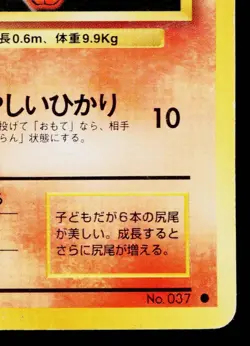 長0.6m、体重9.9Kg
しいひかり 10
投げて「おもて」なら、相手
らん」状態にする。
子どもだが6本の尻尾
が美しい。成長すると
さらに尻尾が増える。
No. 037 ●